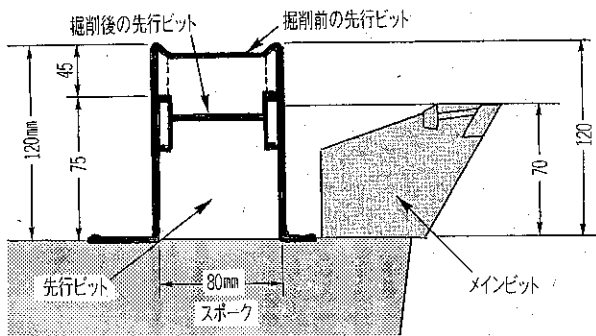 掘削後の先行ビット
掘削前の先行ビット
45
120mm
75
120
70
先行ビット
80mm
スポーク
メインビット